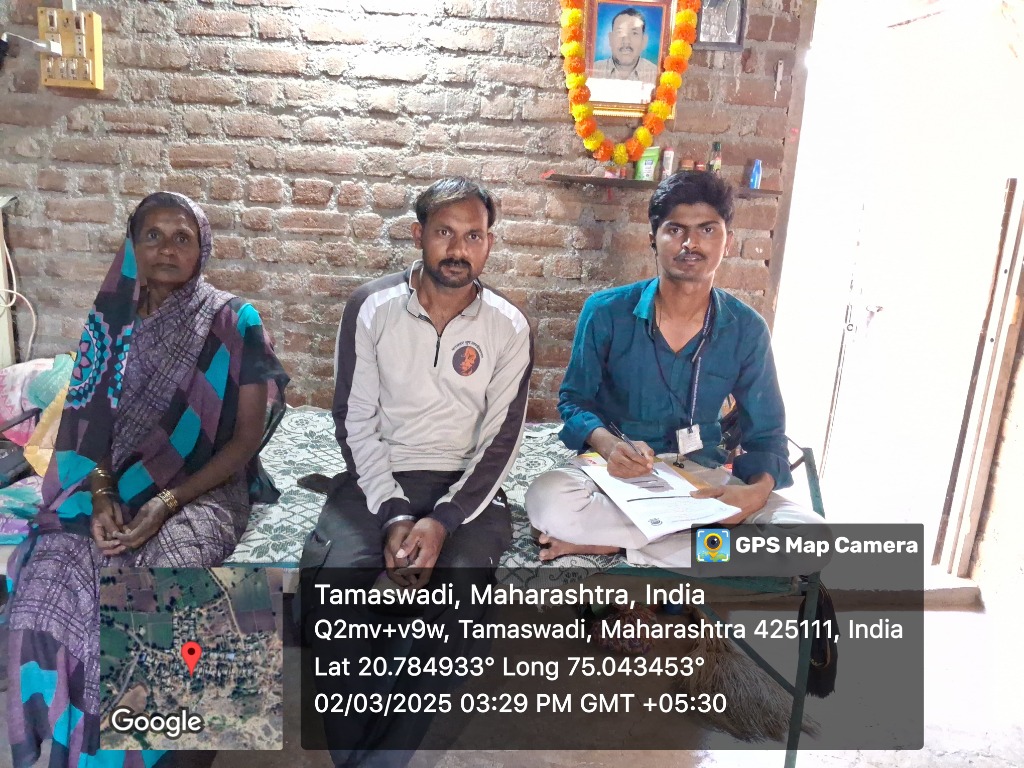 GPS Map Camera
Tamaswadi, Maharashtra, India
Q2mv+v9w, Tamaswadi, Maharashtra 425111, India
Lat 20.784933° Long 75.043453°
02/03/2025 03:29 PM GMT +05:30
Google